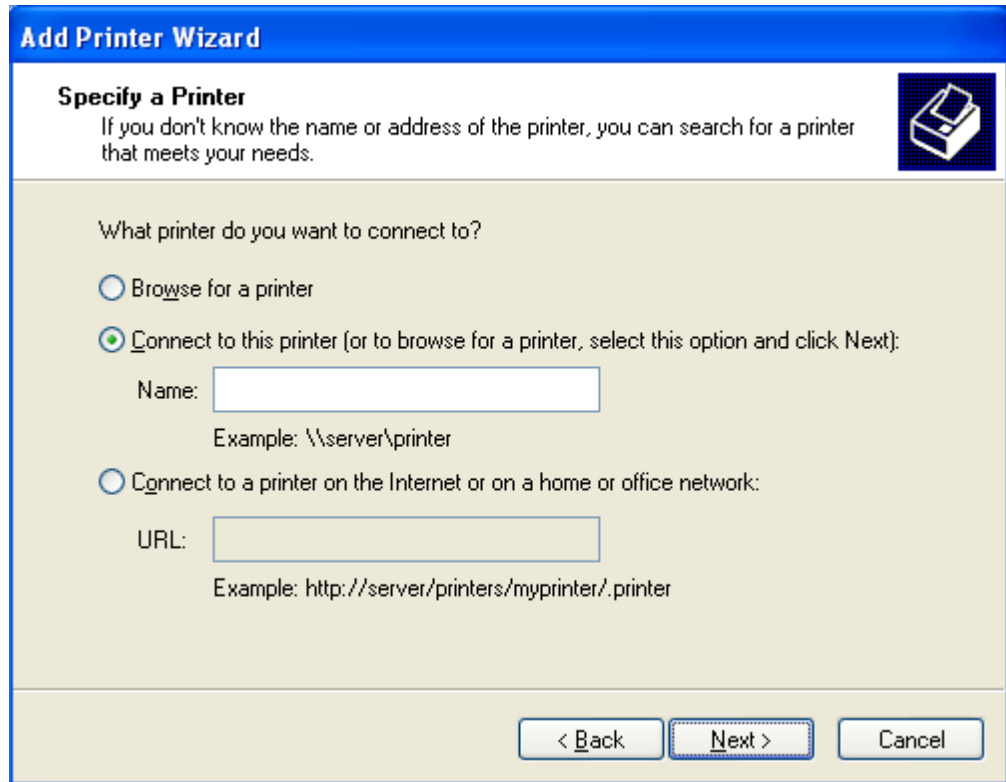 Add Printer Wizard
Specify a Printer
If you don't know the name or address of the printer, you can search for a printer
that meets your needs.
What printer do you want to connect to?
Browse for a printer
Connect to this printer (or to browse for a printer, select this option and click Next):
Name:
Example: \\server\printer
Connect to a printer on the Internet or on a home or office network:
URL:
Example: http://server/printers/myprinter/.printer
< Back Next > Cancel